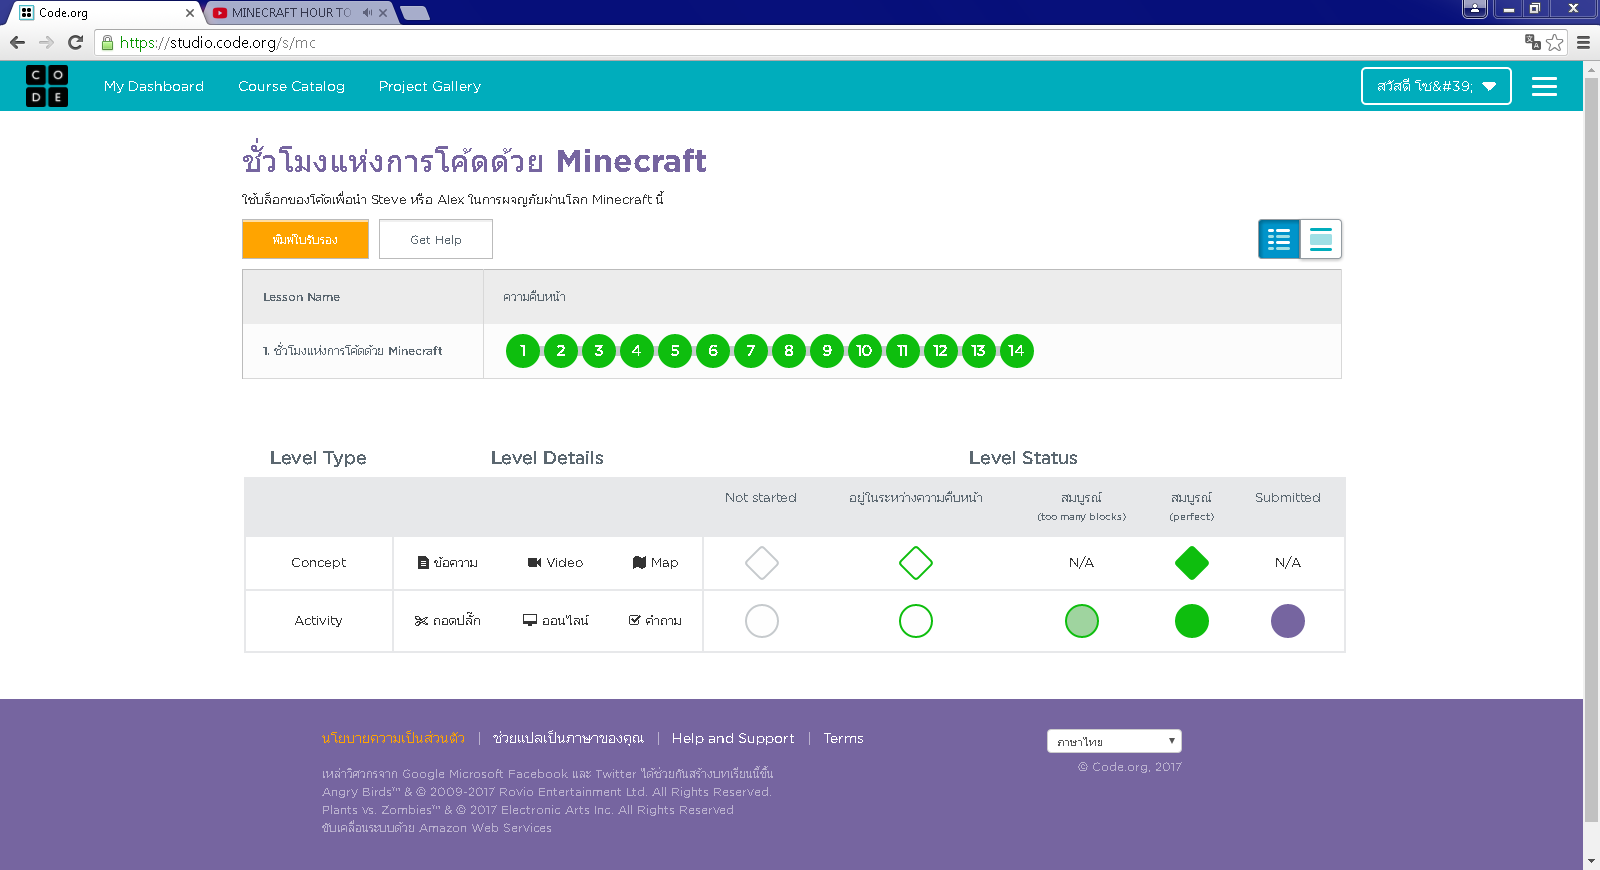 Code.org
MINECRAFT HOUR TO
https://studio.code.org/s/mc
CODE
My Dashboard
Course Catalog
Project Gallery
สวัสดี โช&#39;
ชั่วโมงแห่งการโค้ดด้วย Minecraft
ใช้บล็อกของโค้ดเพื่อนำ Steve หรือ Alex ในการผจญภัยผ่านโลก Minecraft นี้
พิมพ์ใบรับรอง
Get Help
Lesson Name
ความคืบหน้า
1. ชั่วโมงแห่งการโค้ดด้วย Minecraft
1 2 3 4 5 6 7 8 9 10 11 12 13 14
Level Type
Level Details
Level Status
Not started
อยู่ในระหว่างความคืบหน้า
สมบูรณ์
(too many blocks)
สมบูรณ์
(perfect)
Submitted
Concept
ข้อความ
Video
Map
N/A
N/A
Activity
ถอดปลั๊ก
ออนไลน์
คำถาม
นโยบายความเป็นส่วนตัว | ช่วยแปลเป็นภาษาของคุณ | Help and Support | Terms
ภาษาไทย
© Code.org, 2017
เหล่าวิศวกรจาก Google Microsoft Facebook และ Twitter ได้ช่วยกันสร้างบทเรียนนี้ขึ้น
Angry Birds™ & © 2009-2017 Rovio Entertainment Ltd. All Rights Reserved.
Plants vs. Zombies™ & © 2017 Electronic Arts Inc. All Rights Reserved
ขับเคลื่อนระบบด้วย Amazon Web Services